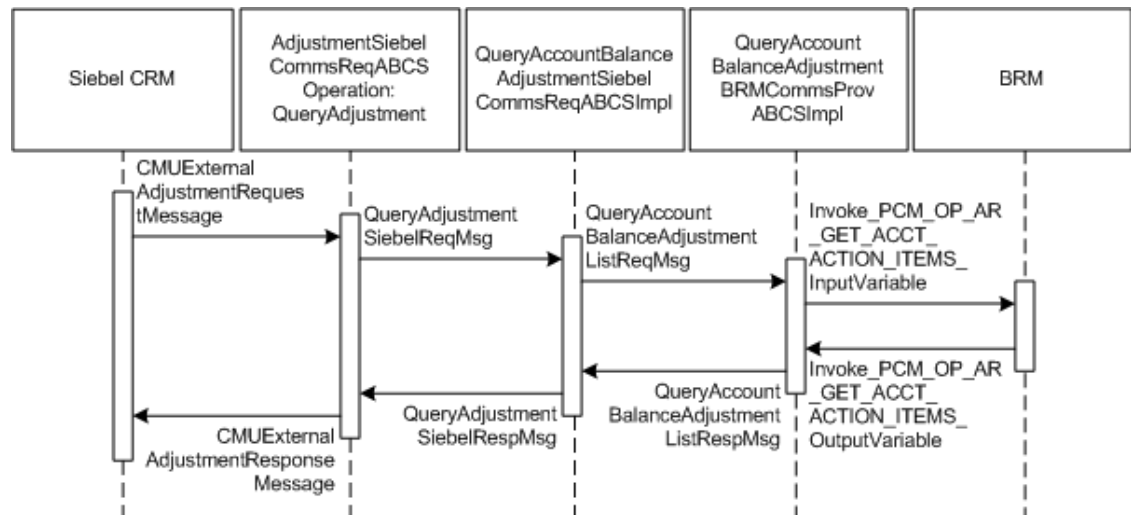 Siebel CRM
AdjustmentSiebel
CommsReqABCS
Operation:
QueryAdjustment
QueryAccountBalance
AdjustmentSiebel
CommsReqABCSImpl
QueryAccount
BalanceAdjustment
BRMCommsProv
ABCSImpl
BRM
CMUExternal
AdjustmentReques
tMessage
QueryAdjustment
SiebelReqMsg
QueryAccount
BalanceAdjustment
ListReqMsg
Invoke_PCM_OP_AR
_GET_ACCT_
ACTION_ITEMS_
InputVariable
CMUExternal
AdjustmentResponse
Message
QueryAdjustment
SiebelRespMsg
QueryAccount
BalanceAdjustment
ListRespMsg
Invoke_PCM_OP_AR
_GET_ACCT_
ACTION_ITEMS_
OutputVariable